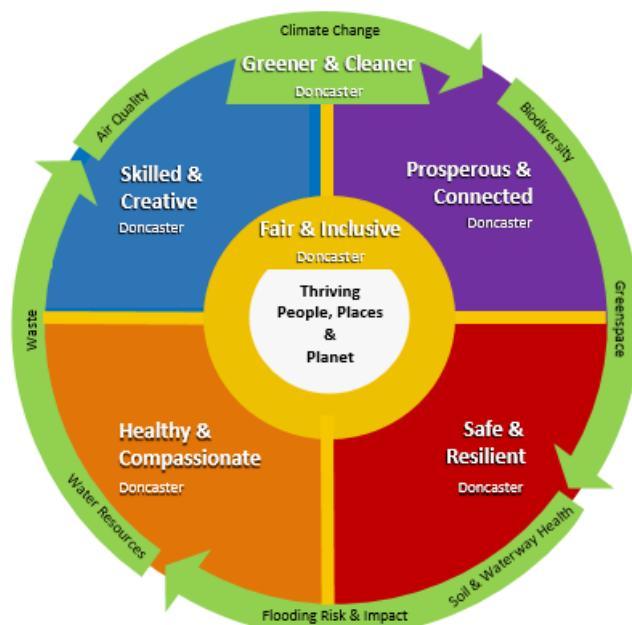 Climate Change
Greener & Cleaner
Doncaster
Air Quality
Biodiversity
Skilled &
Creative
Doncaster
Prosperous &
Connected
Doncaster
Fair & Inclusive
Doncaster
Thriving
People, Places
&
Planet
Waste
Greenspace
Healthy &
Compassionate
Doncaster
Safe &
Resilient
Doncaster
Water Resources
Soil & Waterway Health
Flooding Risk & Impact